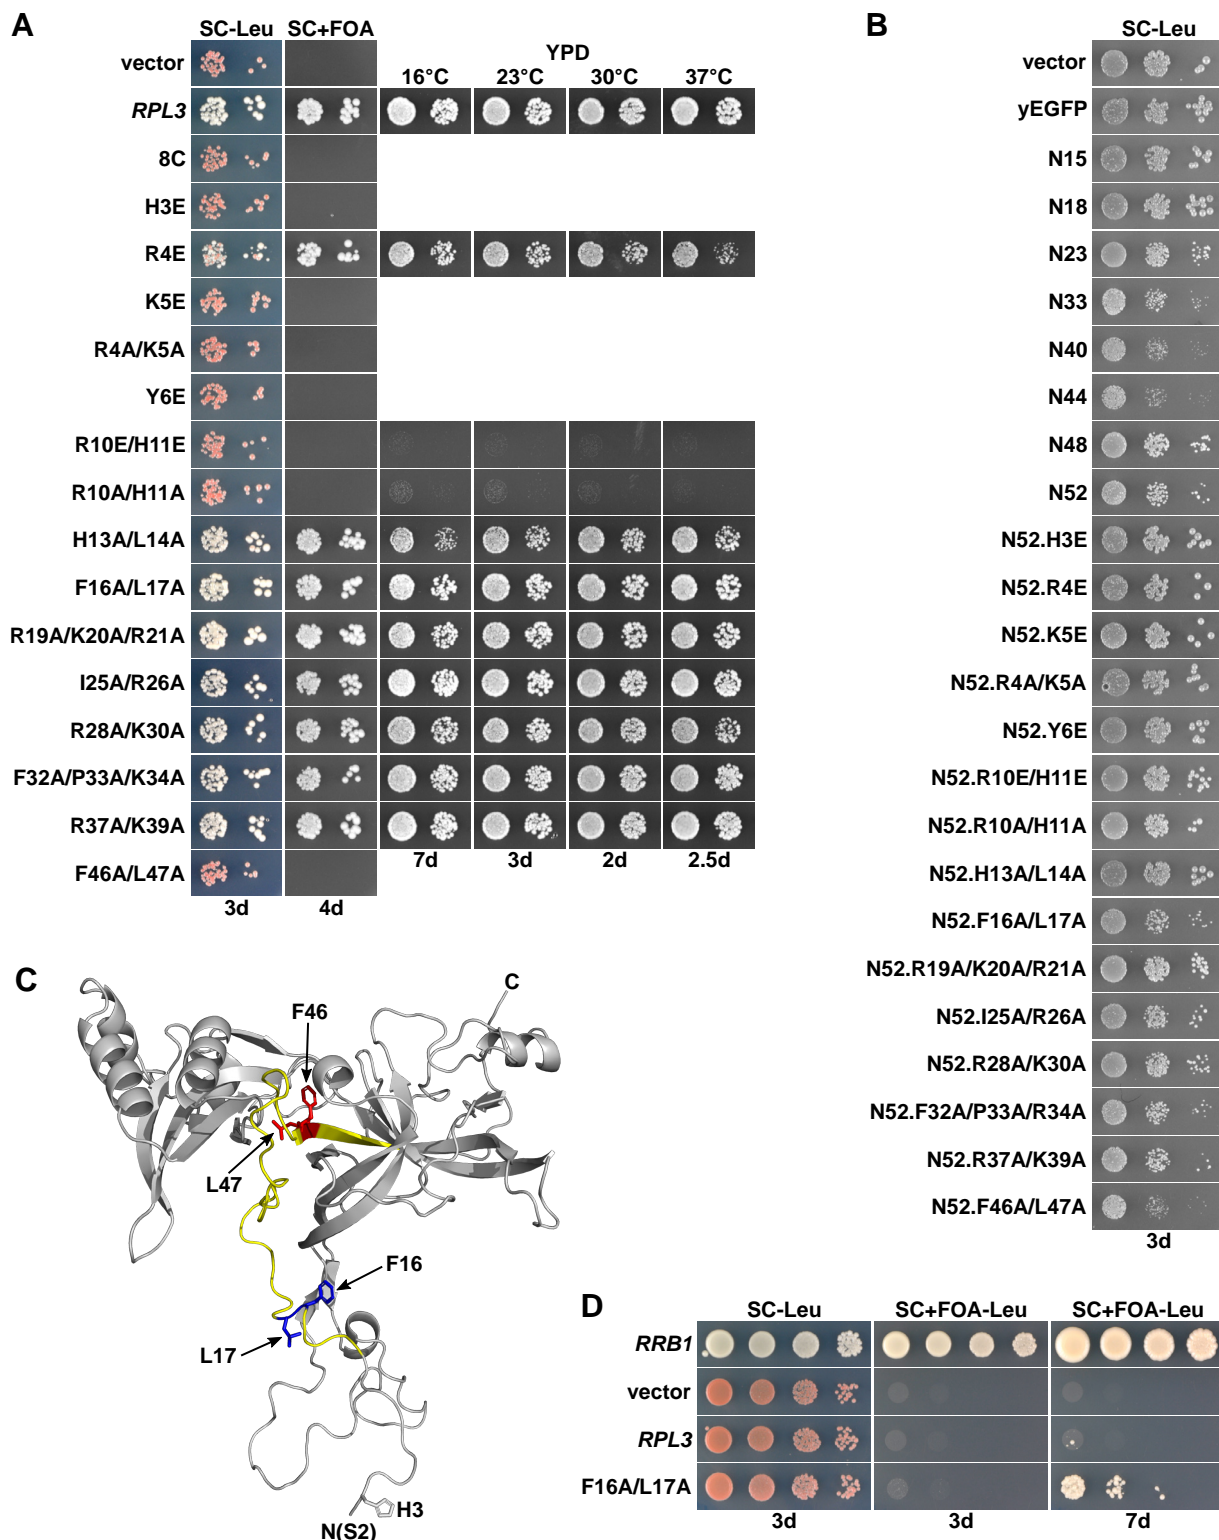 A
SC-Leu SC+FOA
YPD
16°C 23°C 30°C 37°C
vector
RPL3
8C
H3E
R4E
K5E
R4A/K5A
Y6E
R10E/H11E
R10A/H11A
H13A/L14A
F16A/L17A
R19A/K20A/R21A
I25A/R26A
R28A/K30A
F32A/P33A/K34A
R37A/K39A
F46A/L47A
7d 3d 2d 2.5d
3d 4d
B
SC-Leu
vector
yEGFP
N15
N18
N23
N33
N40
N44
N48
N52
N52.H3E
N52.R4E
N52.K5E
N52.R4A/K5A
N52.Y6E
N52.R10E/H11E
N52.R10A/H11A
N52.H13A/L14A
N52.F16A/L17A
N52.R19A/K20A/R21A
N52.I25A/R26A
N52.R28A/K30A
N52.F32A/P33A/R34A
N52.R37A/K39A
N52.F46A/L47A
3d
C
C
F46
L47
F16
L17
H3
N(S2)
D
SC-Leu SC+FOA-Leu SC+FOA-Leu
RRB1
vector
RPL3
F16A/L17A
3d 3d 7d